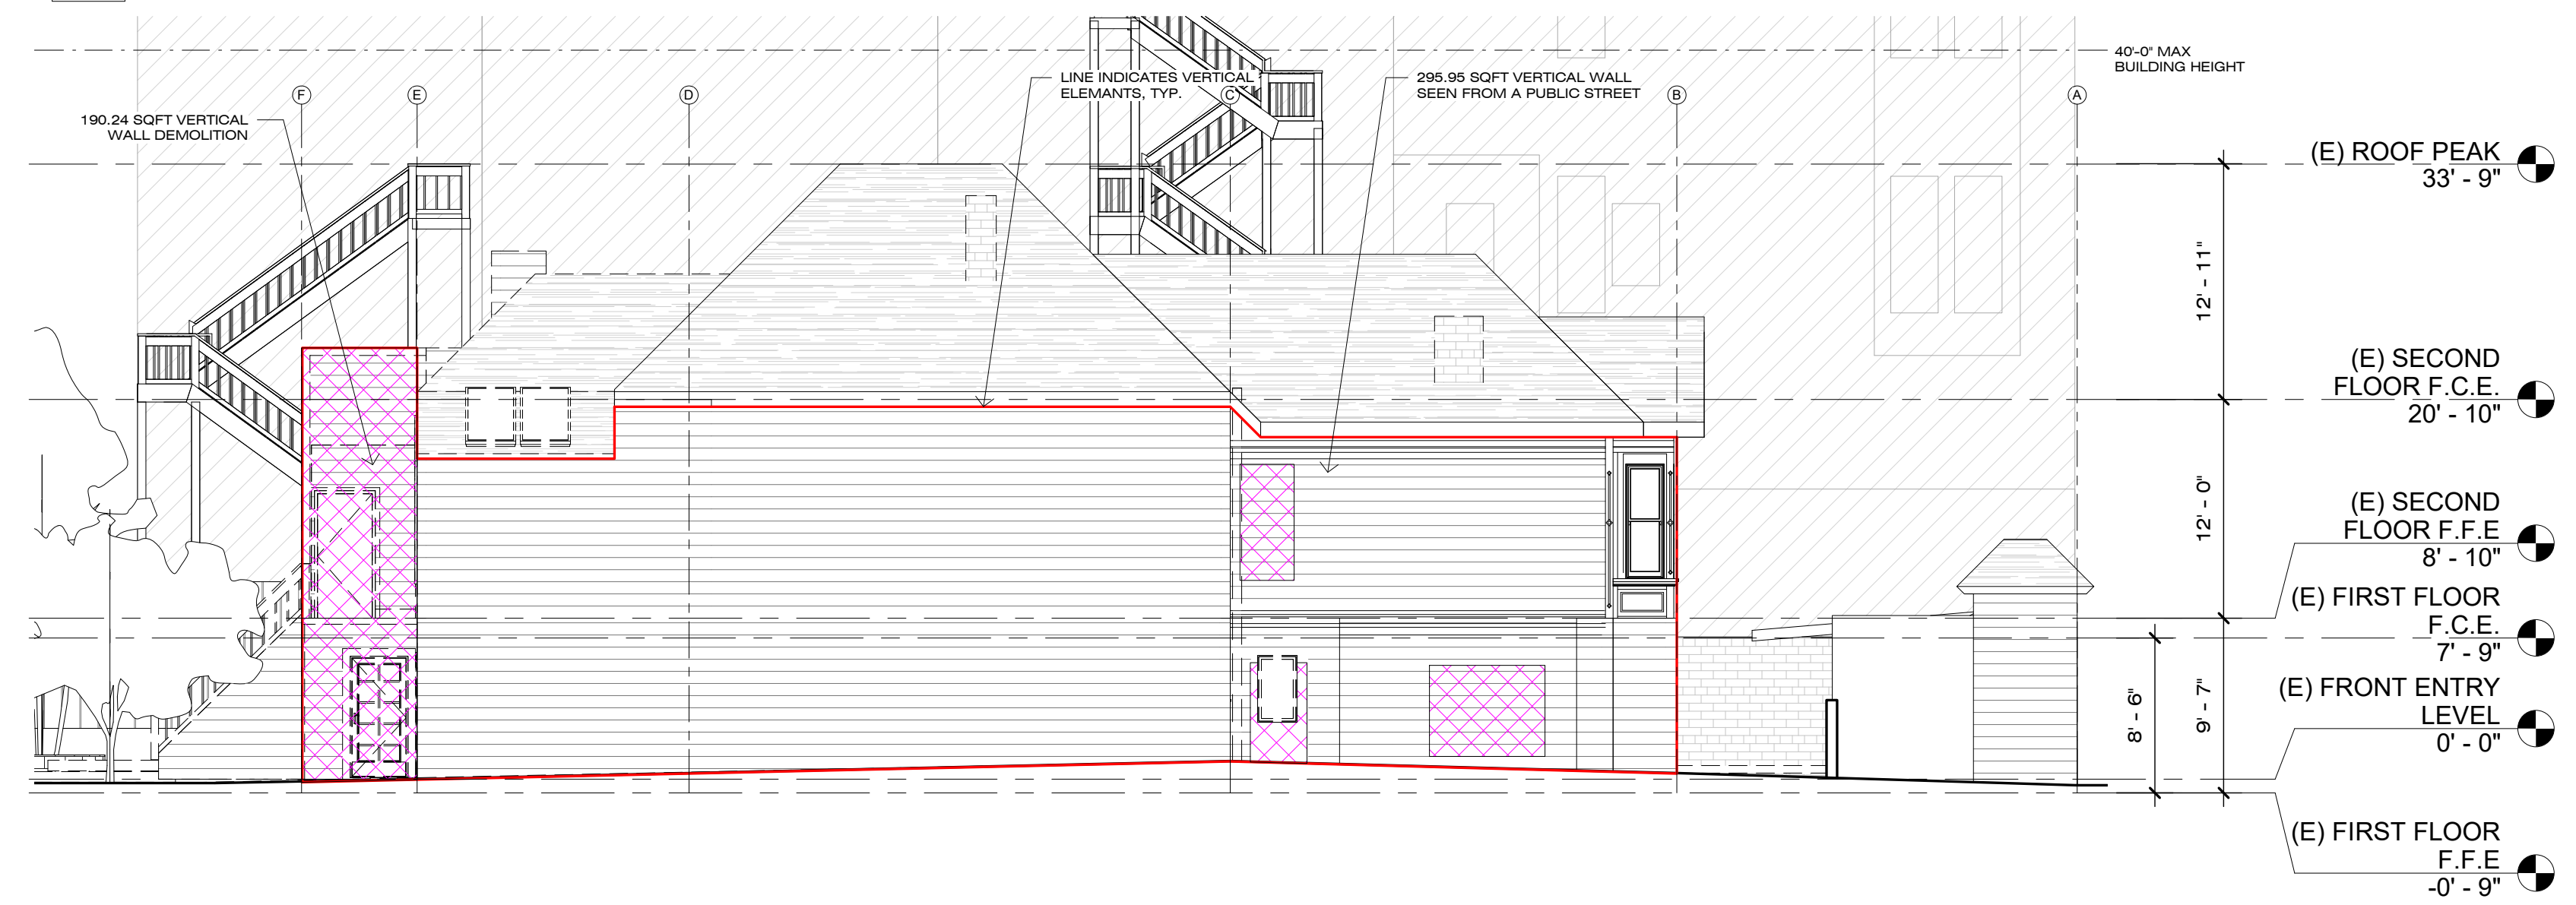 40'-0" MAX
BUILDING HEIGHT
LINE INDICATES VERTICAL
ELEMANTS, TYP.
295.95 SQFT VERTICAL WALL
SEEN FROM A PUBLIC STREET
F
E
D
C
B
A
190.24 SQFT VERTICAL
WALL DEMOLITION
(E) ROOF PEAK
33' - 9"
12' - 11"
(E) SECOND
FLOOR F.C.E.
20' - 10"
12' - 0"
(E) SECOND
FLOOR F.F.E
8' - 10"
(E) FIRST FLOOR
F.C.E.
7' - 9"
8' - 6"
9' - 7"
(E) FRONT ENTRY
LEVEL
0' - 0"
(E) FIRST FLOOR
F.F.E
-0' - 9"